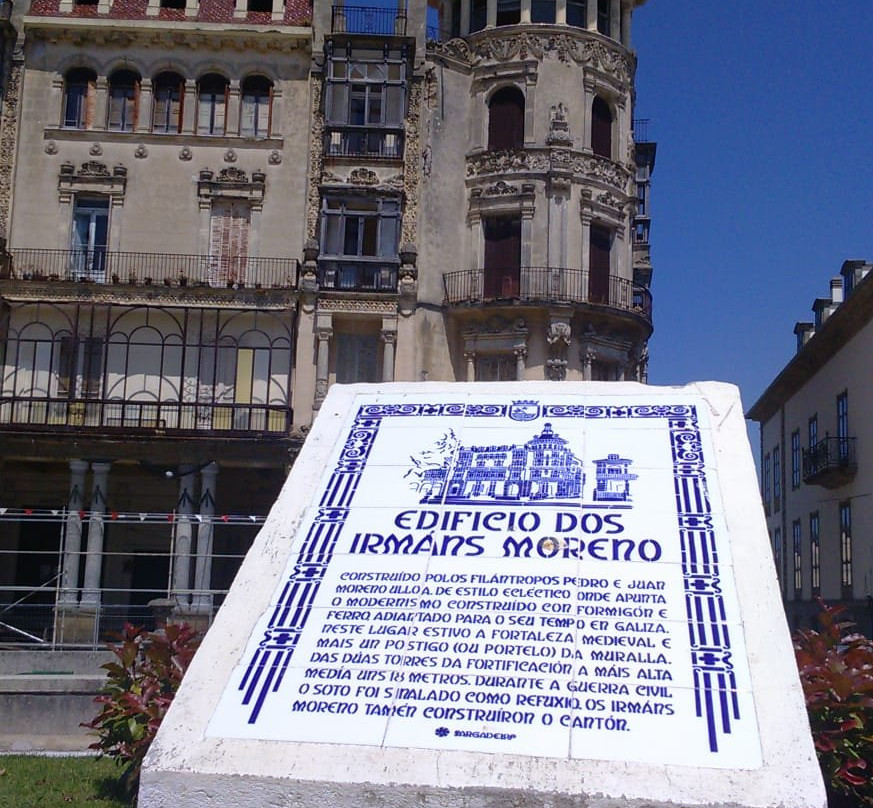 EDIFICIO DOS
IRMÁNS MORENO
CONSTRUÍDO POLOS FILÁNTROPOS PEDRO E JUAN
MORENO ULLOA. DE ESTILO ECLÉCTICO ONDE APUNTA
O MODERNISMO CONSTRUÍDO CON FORMIGÓN E
FERRO ADIANTADO PARA O SEU TEMPO EN GALIZA.
NESTE LUGAR ESTIVO A FORTALEZA MEDIEVAL E
MAIS UN POSTIGO (OU PORTELO) DA MURALLA.
DAS DÚAS TORRES DA FORTIFICACIÓN A MÁIS ALTA
MEDÍA UNS 18 METROS. DURANTE A GUERRA CIVIL
O SOTO FOI SINALADO COMO REFUXIO. OS IRMÁNS
MORENO TAMÉN CONSTRUÍRON O CANTÓN.
SARGADELOS